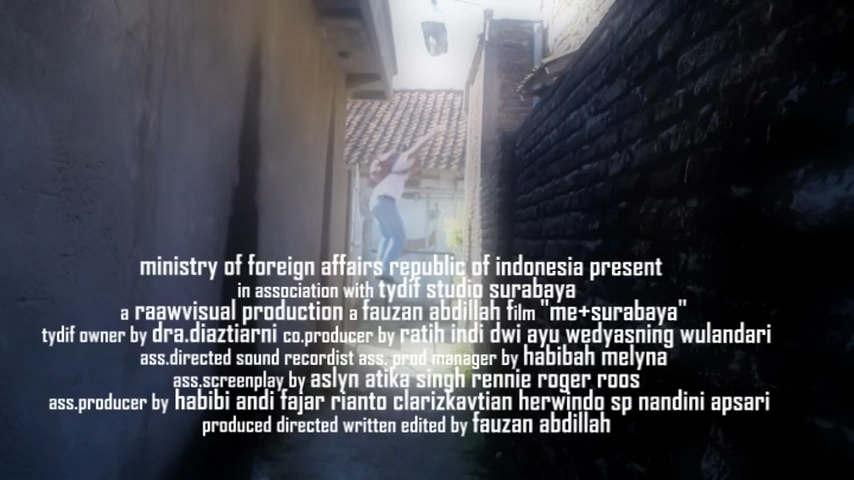 ministry of foreign affairs republic of indonesia present
in association with tydif studio surabaya
a raawvisual production a fauzan abdillah film "me+surabaya"
tydif owner by dra.diaztiarni co.producer by ratih indi dwi ayu wedyasning wulandari
ass.directed sound recordist ass. prod manager by habibah melyna
ass.screenplay by aslyn atika singh rennie roger roos
ass.producer by habibi andi fajar rianto clarizkavtian herwindo sp nandini apsari
produced directed written edited by fauzan abdillah